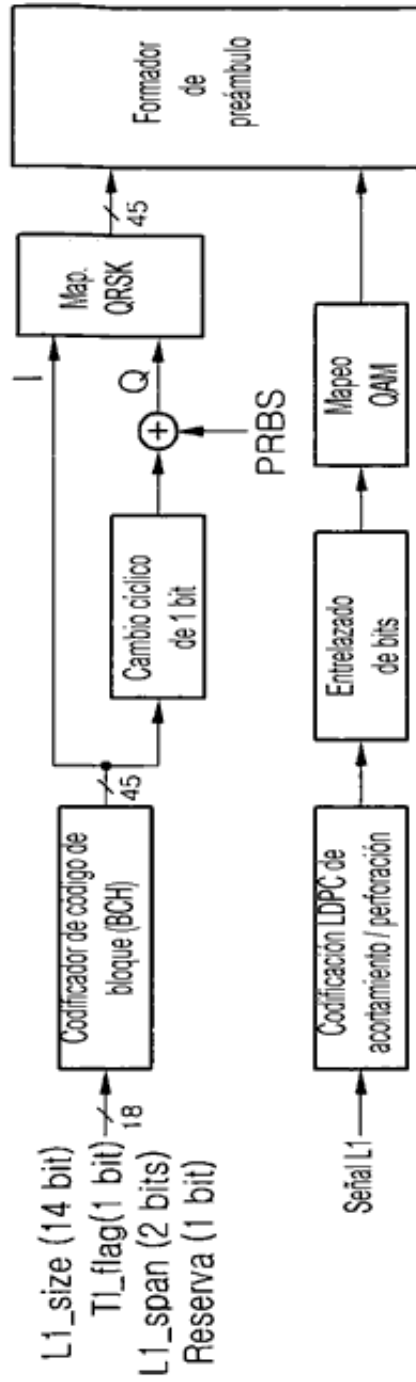 L1_size (14 bit)
TI_flag(1 bit)
L1_span (2 bits)
Reserva (1 bit)
18
Codificador de código de
bloque (BCH)
45
I
Cambio cíclico
de 1 bit
Q
PRBS
Map.
QRSK
45
Formador
de
preámbulo
Señal L1
Codificación LDPC de
acortamiento / perforación
Entrelazado
de bits
Mapeo
QAM